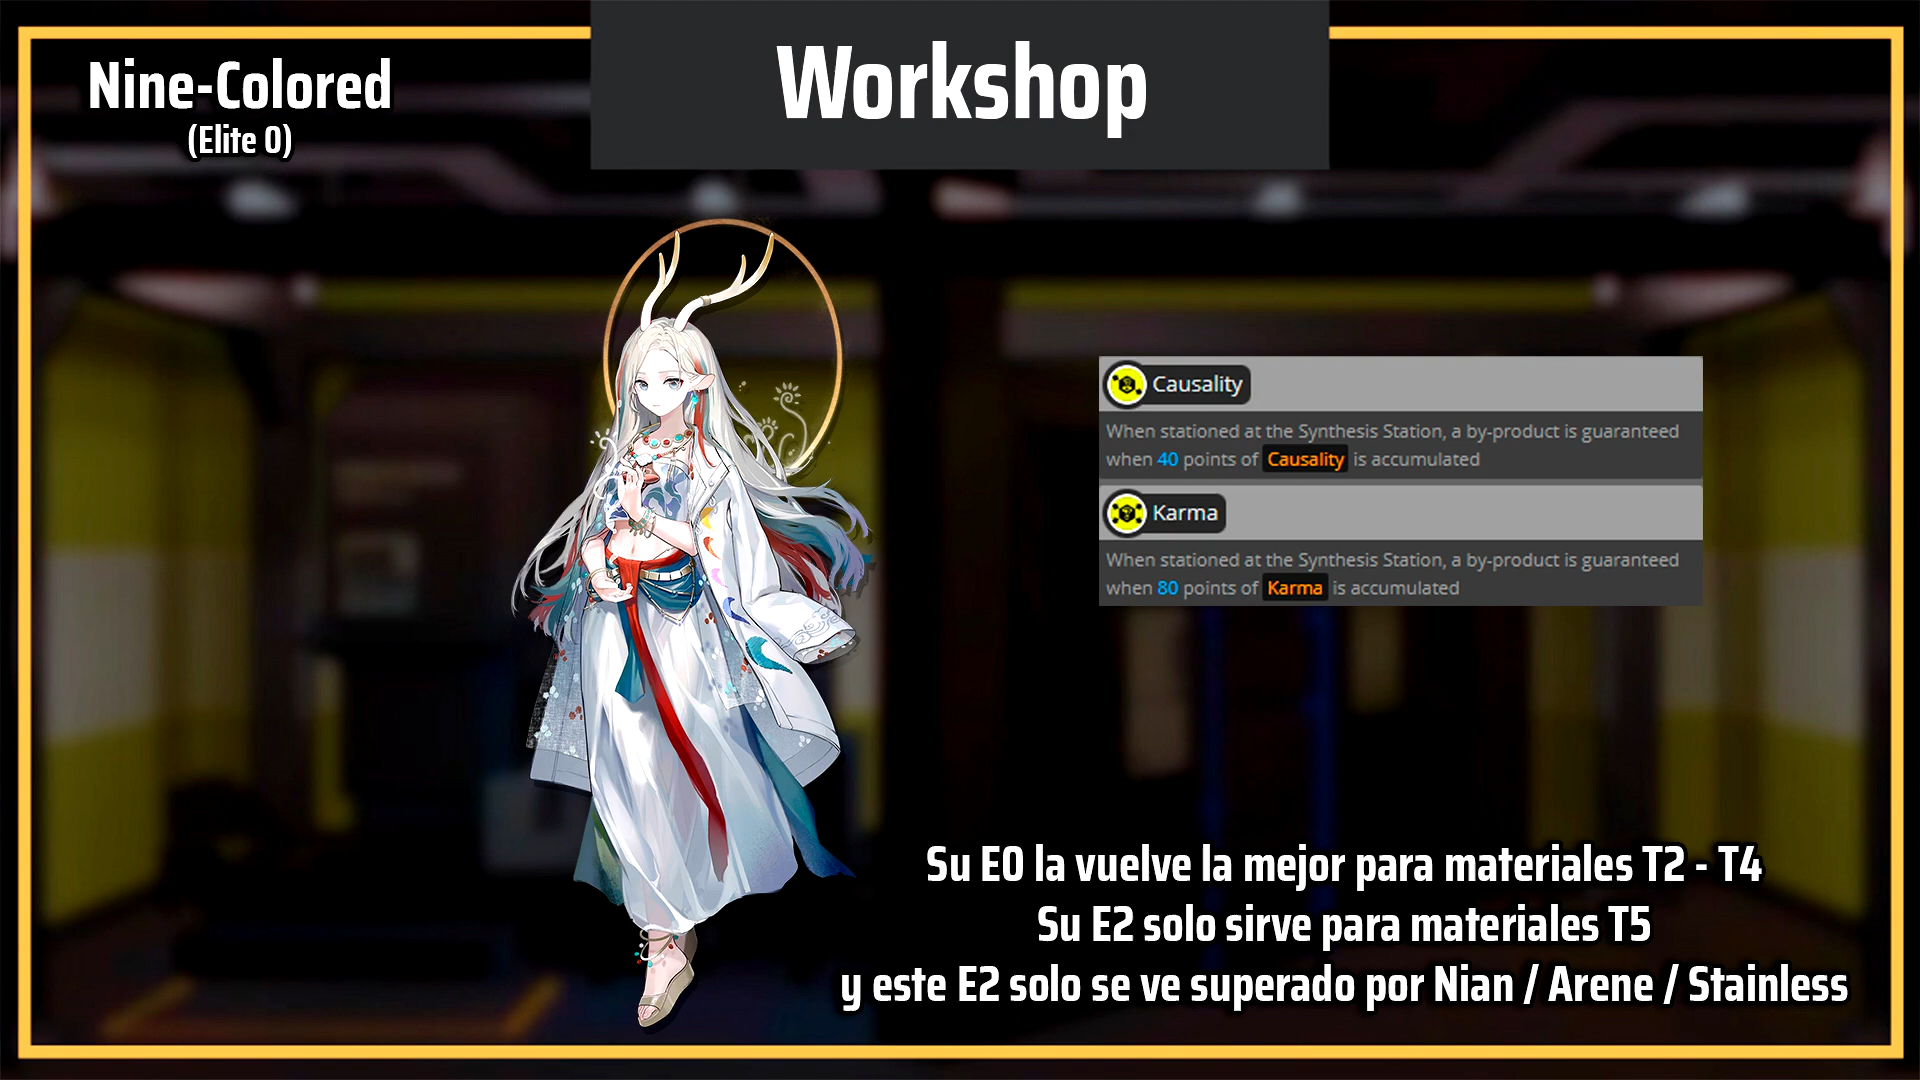 Nine-Colored
(Elite 0)
Workshop
Causality
When stationed at the Synthesis Station, a by-product is guaranteed
when 40 points of Causality is accumulated
Karma
When stationed at the Synthesis Station, a by-product is guaranteed
when 80 points of Karma is accumulated
Su E0 la vuelve la mejor para materiales T2 - T4
Su E2 solo sirve para materiales T5
y este E2 solo se ve superado por Nian / Arene / Stainless